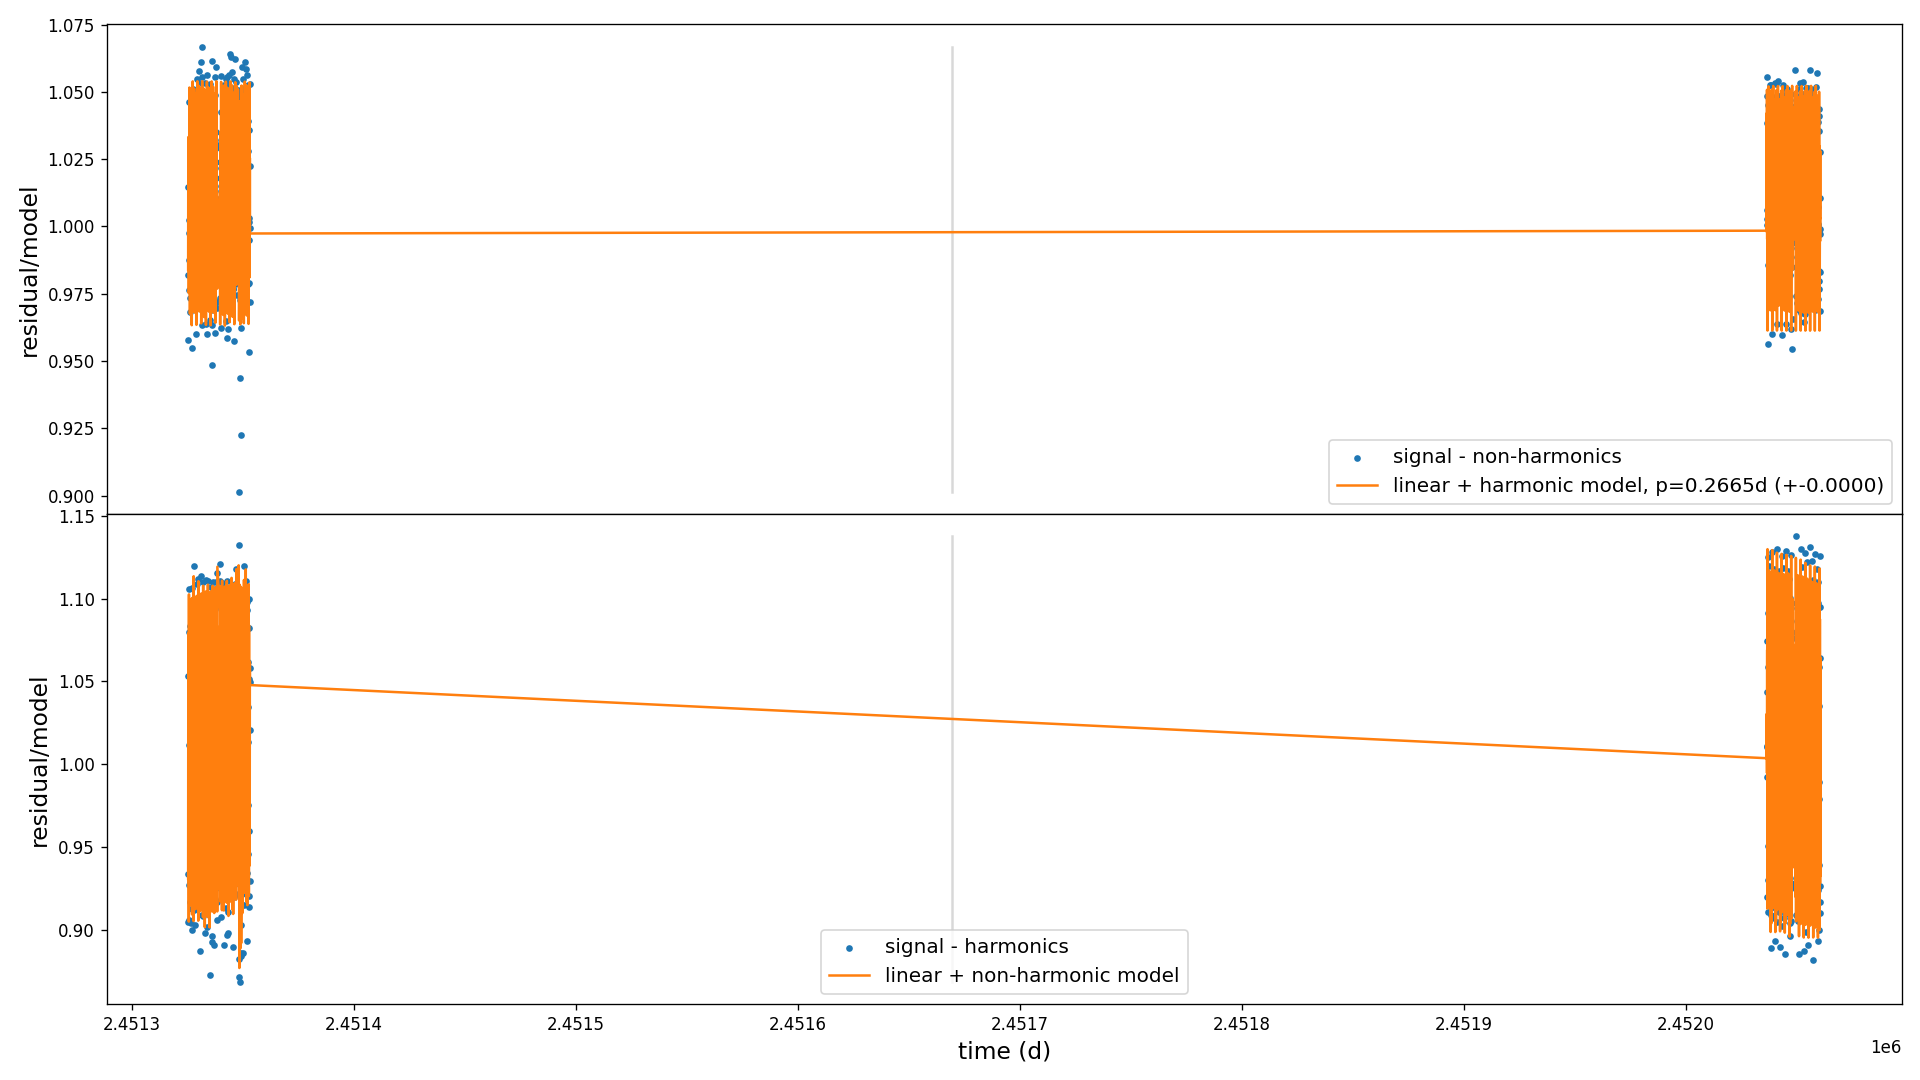 1.075
1.050
1.025
1.000
0.975
0.950
0.925
0.900
residual/model
signal - non-harmonics
linear + harmonic model, p=0.2665d (+-0.0000)
1.15
1.10
1.05
1.00
0.95
0.90
residual/model
signal - harmonics
linear + non-harmonic model
2.4513 2.4514 2.4515 2.4516 2.4517 2.4518 2.4519 2.4520
1e6
time (d)